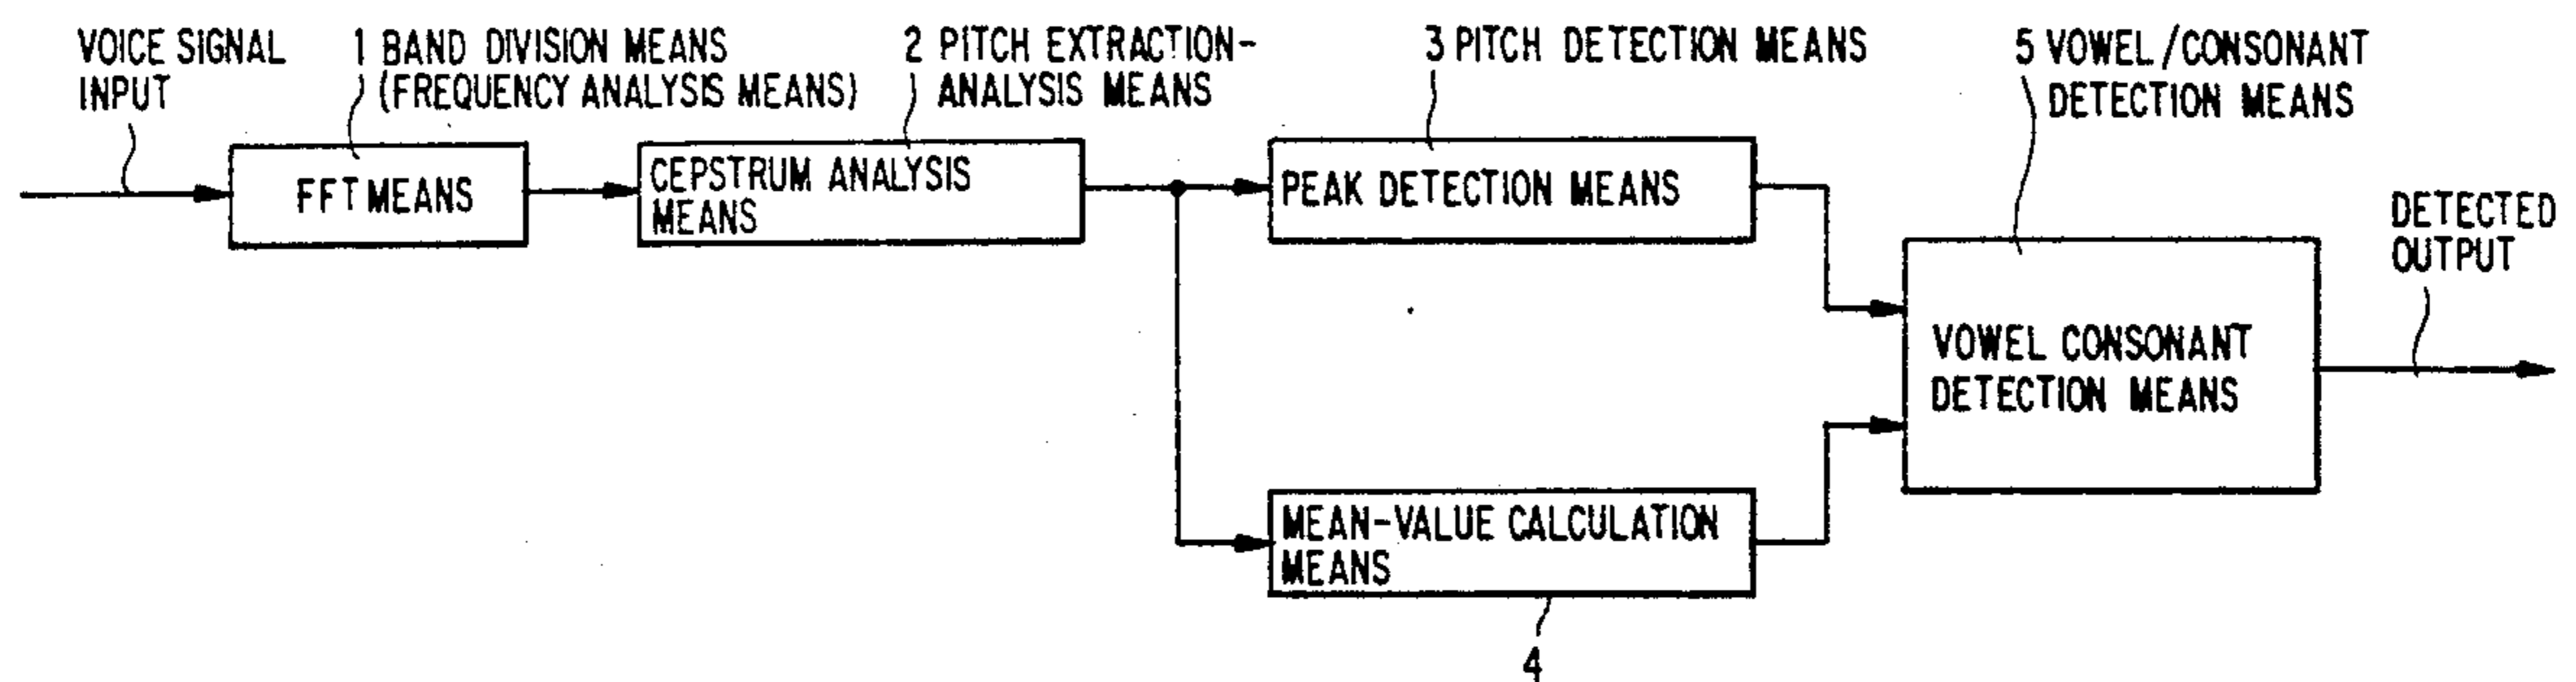 VOICE SIGNAL
INPUT
1 BAND DIVISION MEANS
(FREQUENCY ANALYSIS MEANS)
2 PITCH EXTRACTION-
ANALYSIS MEANS
3 PITCH DETECTION MEANS
5 VOWEL/CONSONANT
DETECTION MEANS
FFT MEANS
CEPSTRUM ANALYSIS
MEANS
PEAK DETECTION MEANS
DETECTED
OUTPUT
VOWEL CONSONANT
DETECTION MEANS
MEAN-VALUE CALCULATION
MEANS
4